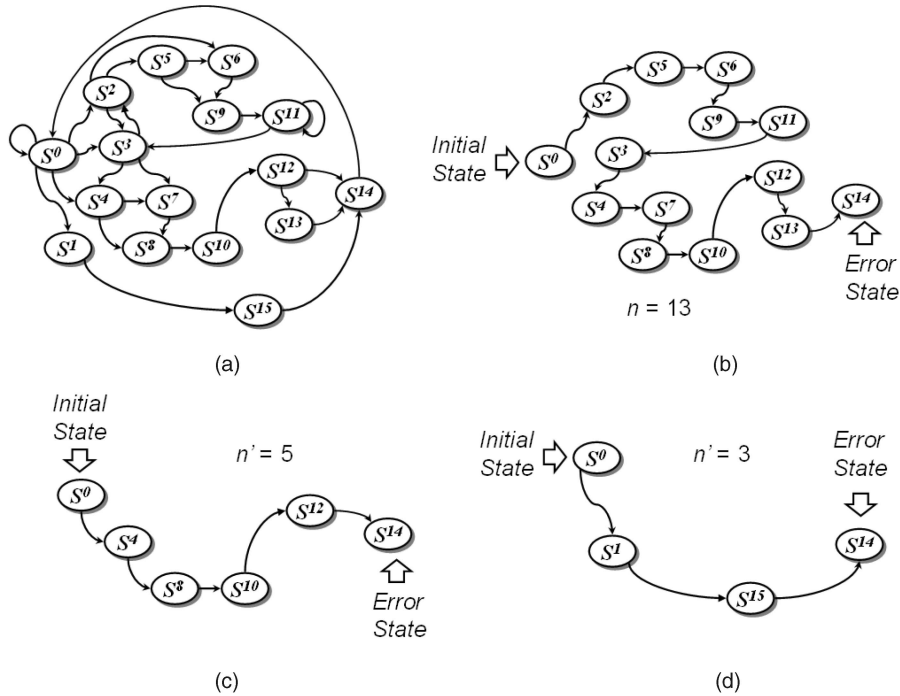 S5
S6
S2
S9
S11
S0
S3
S12
S4
S7
S14
S13
S8
S10
S1
S15
(a)
S5
S6
S2
S9
S11
Initial
State
S0
S3
S12
S4
S7
S14
S13
S8
S10
Error
State
n = 13
(b)
Initial
State
n' = 5
S0
S4
S12
S14
S8
S10
Error
State
(c)
Initial
State
S0
n' = 3
Error
State
S1
S14
S15
(d)